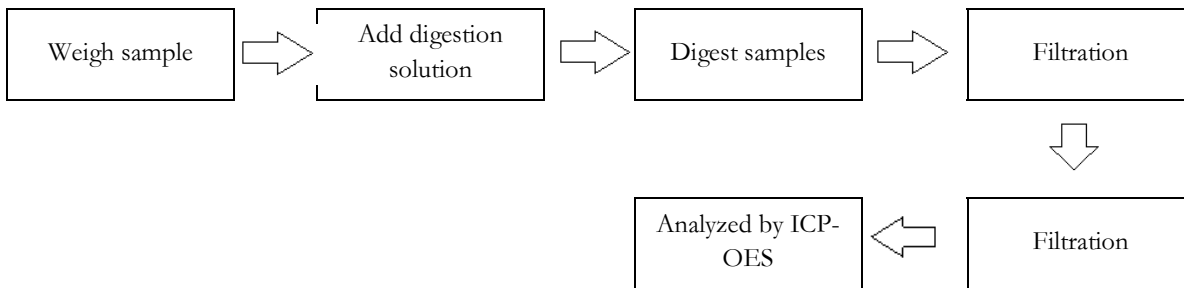 Weigh sample
Add digestion
solution
Digest samples
Filtration
Filtration
Analyzed by ICP-
OES